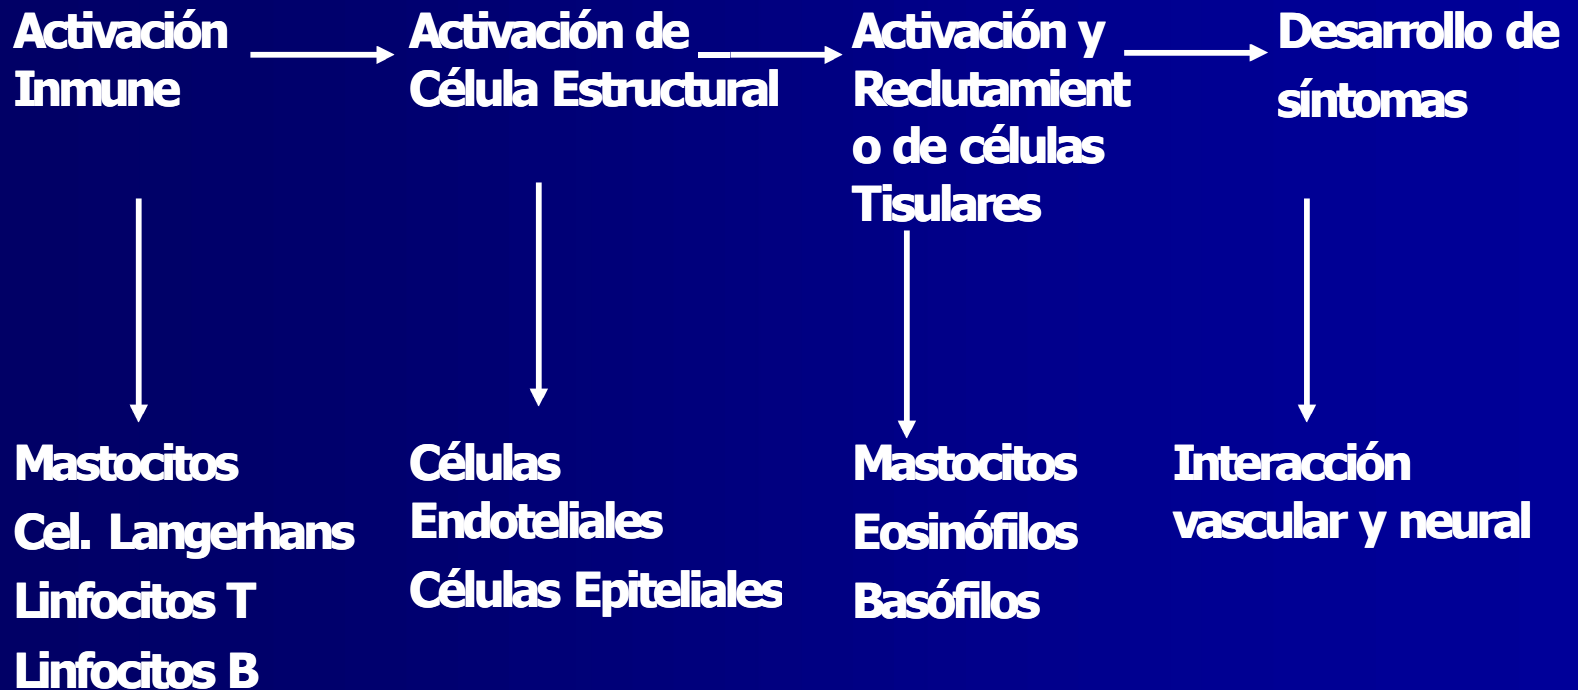 Activación
Inmune
Activación de
Célula Estructural
Activación y
Reclutamient
o de células
Tisulares
Desarrollo de
síntomas
Mastocitos
Cel. Langerhans
Linfocitos T
Linfocitos B
Células
Endoteliales
Células Epiteliales
Mastocitos
Eosinófilos
Basófilos
Interacción
vascular y neural